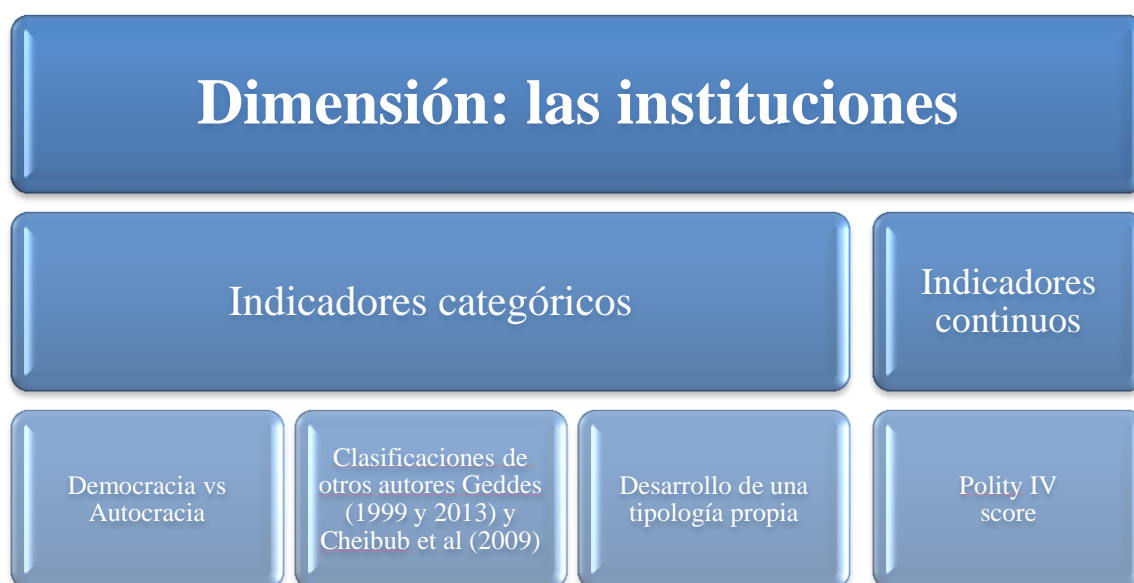 Dimensión: las instituciones
Indicadores categóricos
Indicadores
continuos
Democracia vs
Autocracia
Clasificaciones de
otros autores Geddes
(1999 y 2013) y
Cheibub et al (2009)
Desarrollo de una
tipología propia
Polity IV
score